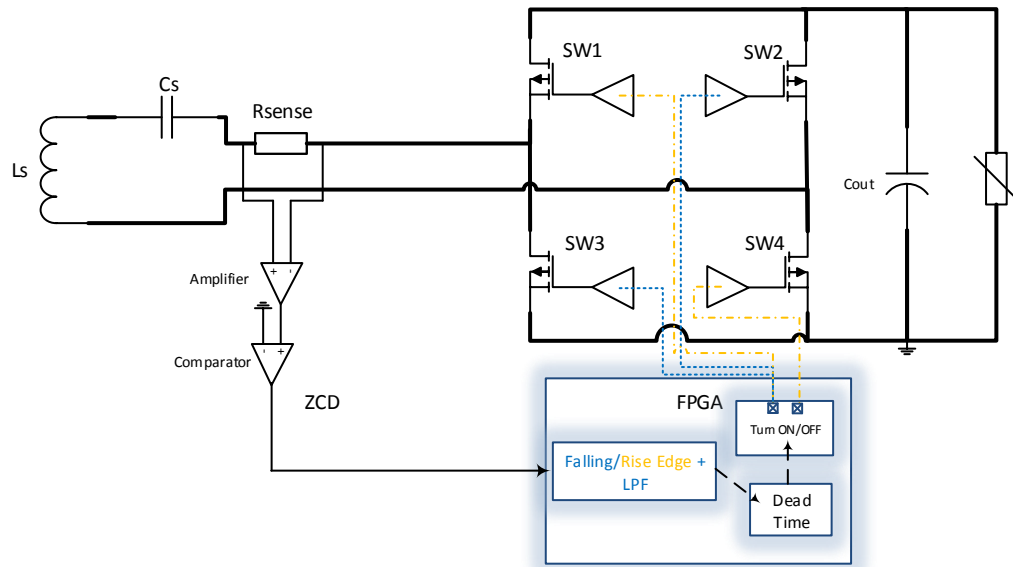 SW1
SW2
Cs
Rsense
Ls
Cout
SW3
SW4
+ -
Amplifier
- +
Comparator
ZCD
FPGA
Turn ON/OFF
Falling/Rise Edge +
LPF
Dead
Time